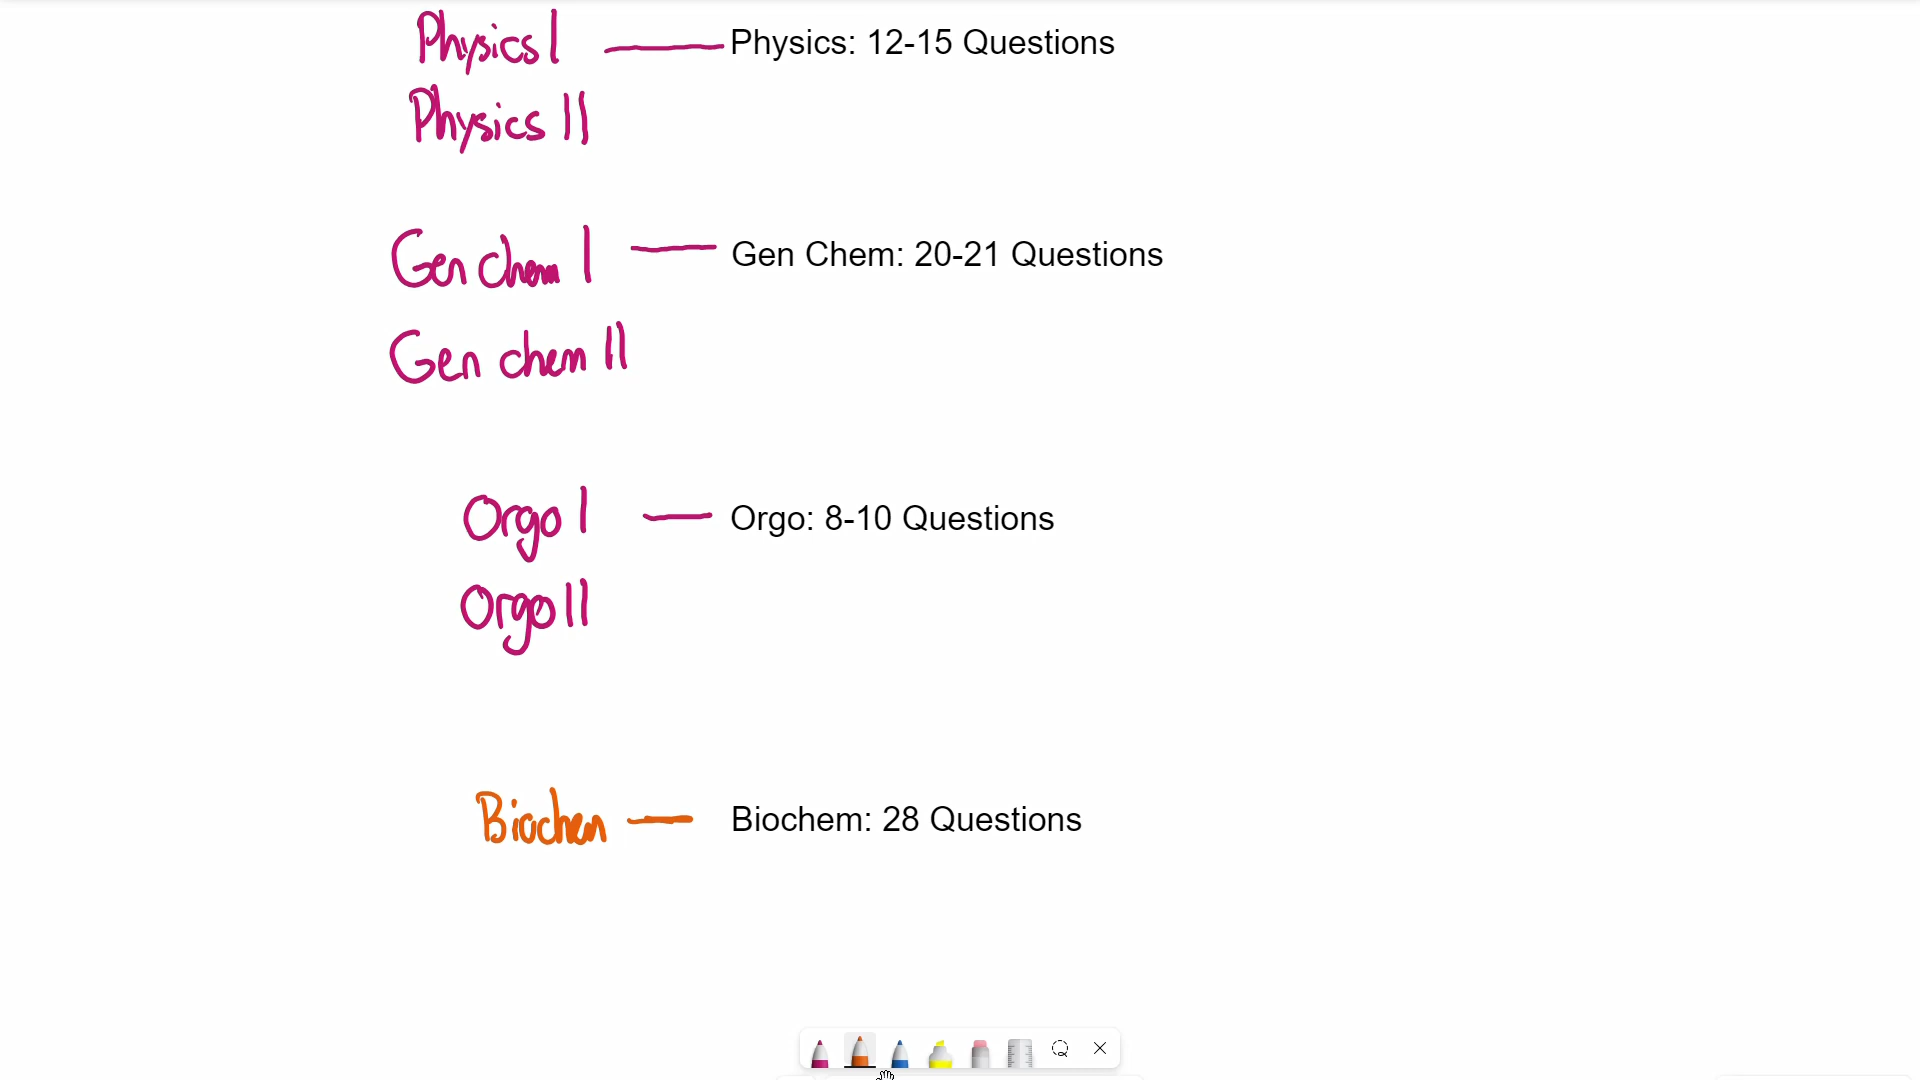 Physics I Physics: 12-15 Questions
Physics II
Gen Chem I Gen Chem: 20-21 Questions
Gen chem II
Orgo I Orgo: 8-10 Questions
Orgo II
Biochem Biochem: 28 Questions